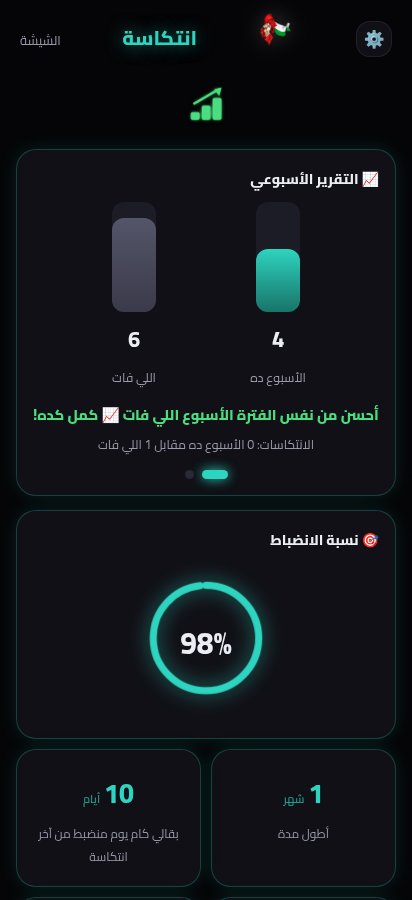 انتكاسة
الشيشة
📈 التقرير الأسبوعي
4
6
الأسبوع ده
اللي فات
أحسن من نفس الفترة الأسبوع اللي فات 📈 كمل كده!
الانتكاسات: 0 الأسبوع ده مقابل 1 اللي فات
🎯 نسبة الانضباط
98%
1 شهر
أطول مدة
10 أيام
بقالي كام يوم منضبط من آخر
انتكاسة